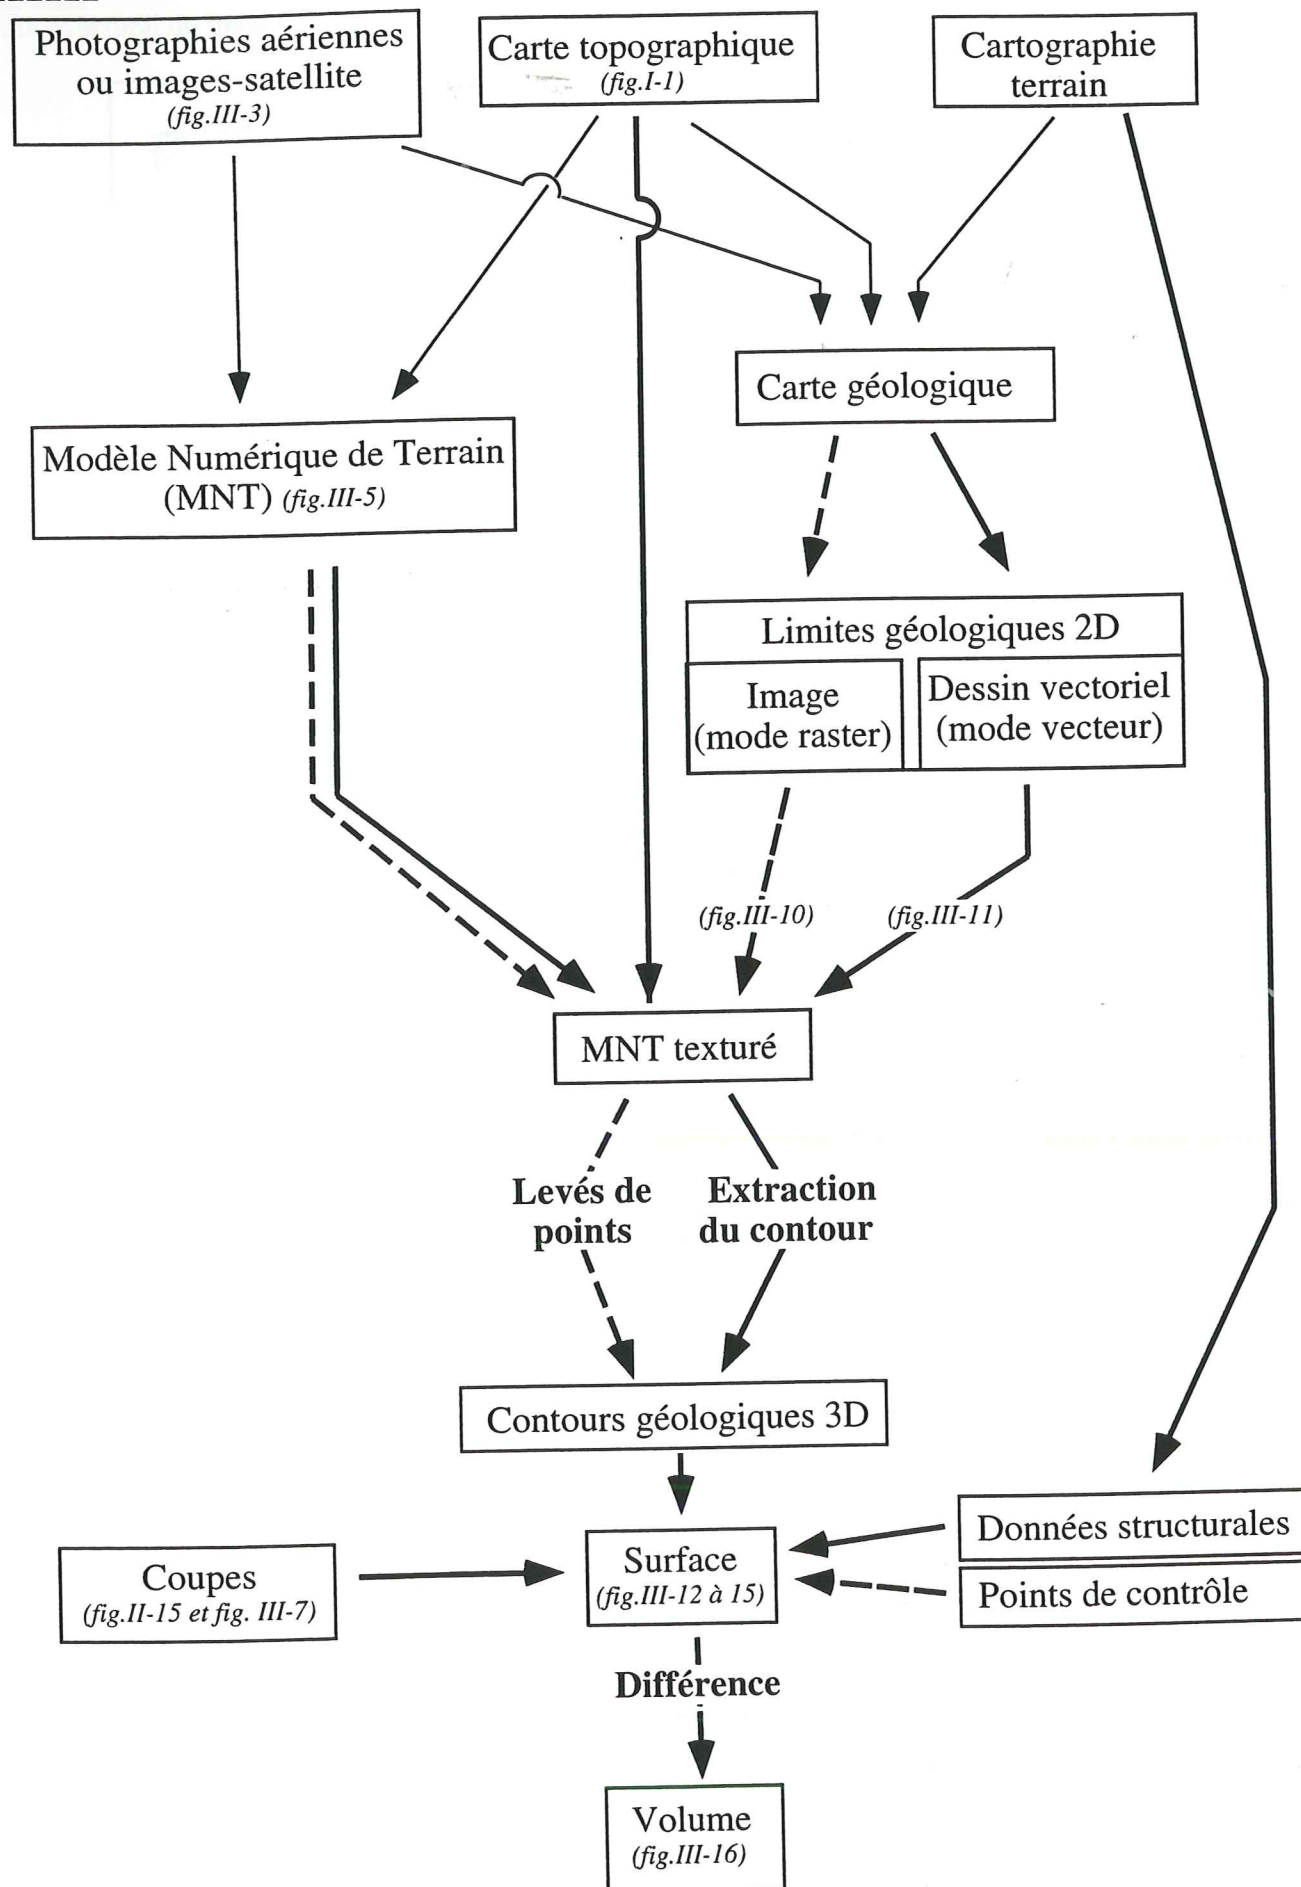 Photographies aériennes
ou images-satellite
(fig.III-3)
Carte topographique
(fig.I-1)
Cartographie
terrain
Carte géologique
Modèle Numérique de Terrain
(MNT) (fig.III-5)
Limites géologiques 2D
Image
(mode raster)
Dessin vectoriel
(mode vecteur)
(fig.III-10)
(fig.III-11)
MNT texturé
Levés de
points
Extraction
du contour
Contours géologiques 3D
Données structurales
Points de contrôle
Coupes
(fig.II-15 et fig. III-7)
Surface
(fig.III-12 à 15)
Différence
Volume
(fig.III-16)